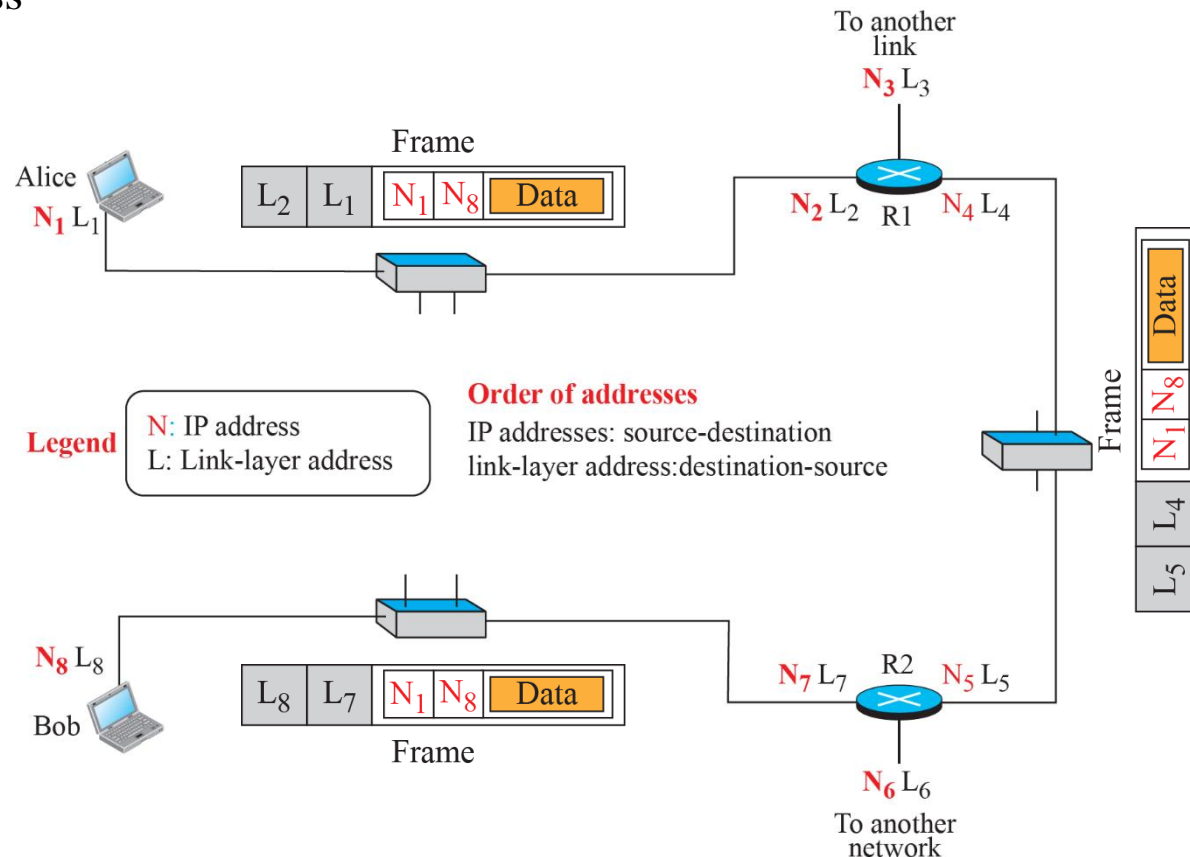 To another
link
N3 L3
Frame
Alice
N1 L1
L2 L1 N1 N8 Data
N2 L2
R1
N4 L4
Legend
N: IP address
L: Link-layer address
Order of addresses
IP addresses: source-destination
link-layer address:destination-source
Frame
L5 L4 N1 N8 Data
N8 L8
Bob
L8 L7 N1 N8 Data
Frame
N7 L7
R2
N5 L5
N6 L6
To another
network